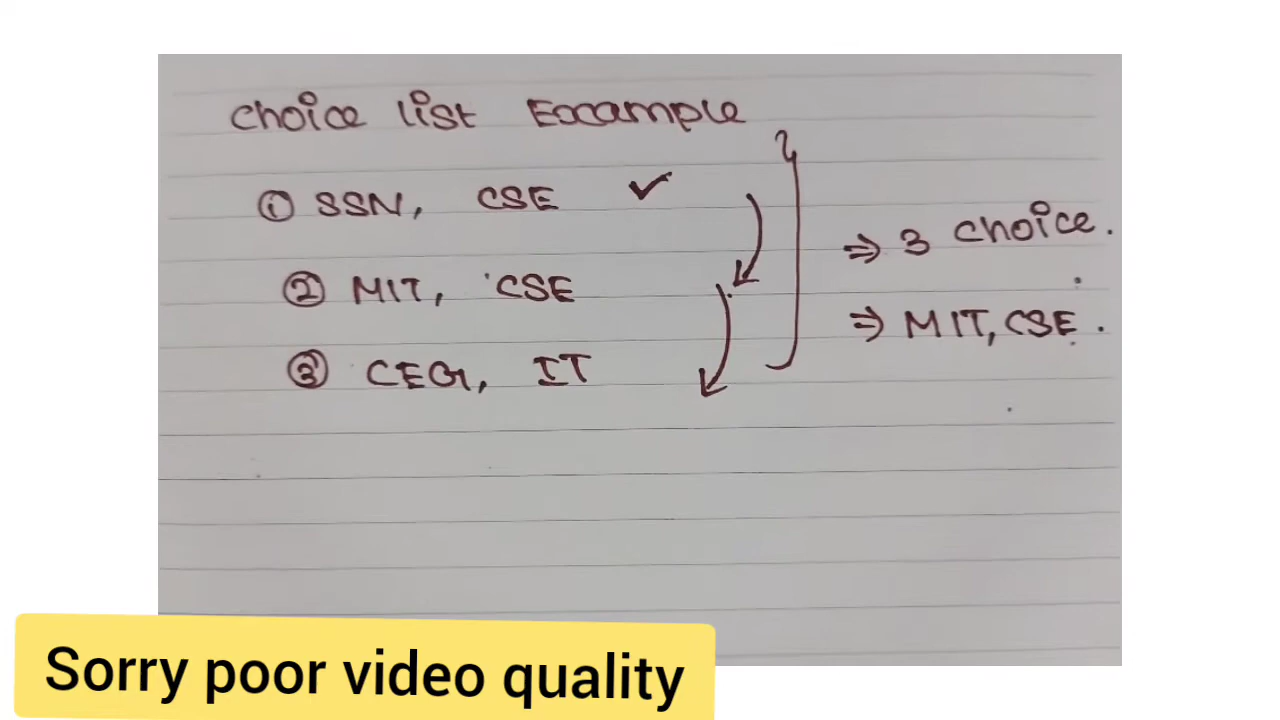 Choice list Example
① SSN, CSE ✓
② MIT, CSE
③ CEG, IT
⇒ 3 choice.
⇒ MIT, CSE.
Sorry poor video quality